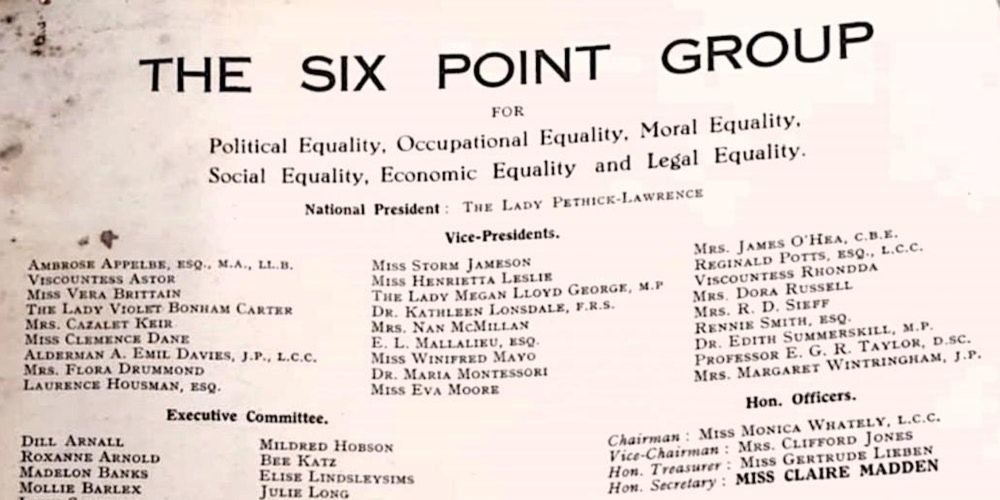 THE SIX POINT GROUP
FOR
Political Equality, Occupational Equality, Moral Equality,
Social Equality, Economic Equality and Legal Equality.
National President : THE LADY PETHICK-LAWRENCE
Vice-Presidents.
AMBROSE APPELBE, ESQ., M.A., LL.B.
VISCOUNTESS ASTOR
MISS VERA BRITTAIN
THE LADY VIOLET BONHAM CARTER
MRS. CAZALET KEIR
MISS CLEMENCE DANE
ALDERMAN A. EMIL DAVIES, J.P., L.C.C.
MRS. FLORA DRUMMOND
LAURENCE HOUSMAN, ESQ.
MISS STORM JAMESON
MISS HENRIETTA LESLIE
THE LADY MEGAN LLOYD GEORGE, M.P
DR. KATHLEEN LONSDALE, F.R.S.
MRS. NAN MCMILLAN
E. L. MALLALIEU, ESQ.
MISS WINIFRED MAYO
DR. MARIA MONTESSORI
MISS EVA MOORE
MRS. JAMES O'HEA, C.B.E.
REGINALD POTTS, ESQ., L.C.C.
VISCOUNTESS RHONDDA
MRS. DORA RUSSELL
MRS. R. D. SIEFF
RENNIE SMITH, ESQ.
DR. EDITH SUMMERSKILL, M.P.
PROFESSOR E. G. R. TAYLOR, D.SC.
MRS. MARGARET WINTRINGHAM, J.P.
Executive Committee.
DILL ARNALL
ROXANNE ARNOLD
MADELON BANKS
MOLLIE BARLEX
MILDRED HOBSON
BEE KATZ
ELISE LINDSLEYSIMS
JULIE LONG
Hon. Officers.
Chairman : MISS MONICA WHATELY, L.C.C.
Vice-Chairman : MRS. CLIFFORD JONES
Hon. Treasurer : MISS GERTRUDE LIEBEN
Hon. Secretary : MISS CLAIRE MADDEN